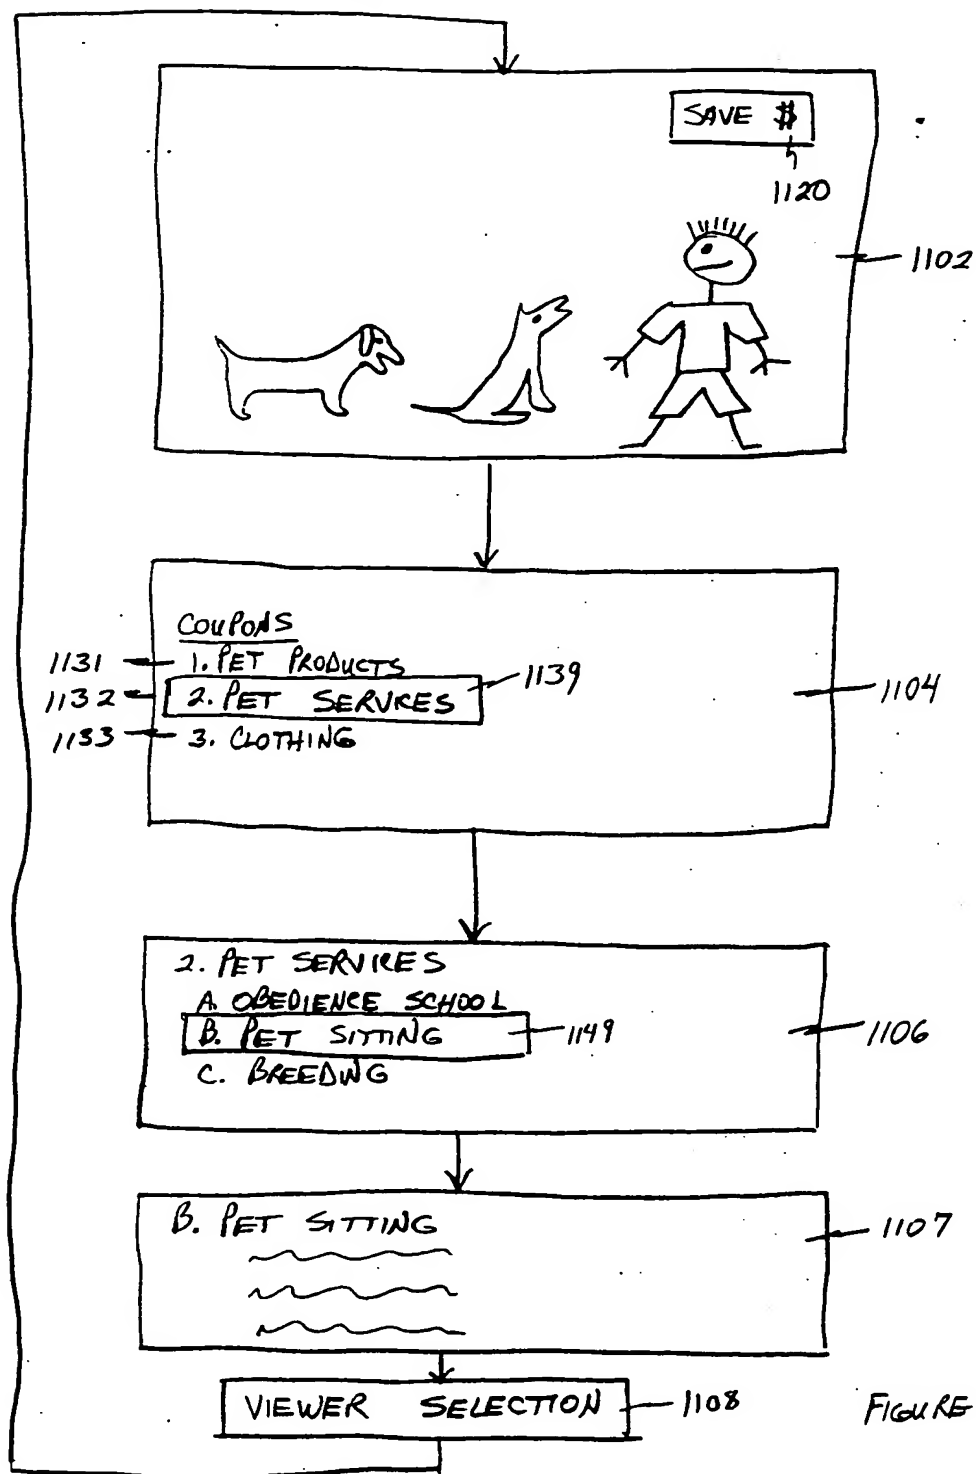 SAVE $
1120
1102
COUPONS
1131
1. PET PRODUCTS
1139
1132
2. PET SERVICES
1104
1133
3. CLOTHING
2. PET SERVICES
A. OBEDIENCE SCHOOL
B. PET SITTING
1149
1106
C. BREEDING
B. PET SITTING
1107
VIEWER SELECTION
1108
FIGURE